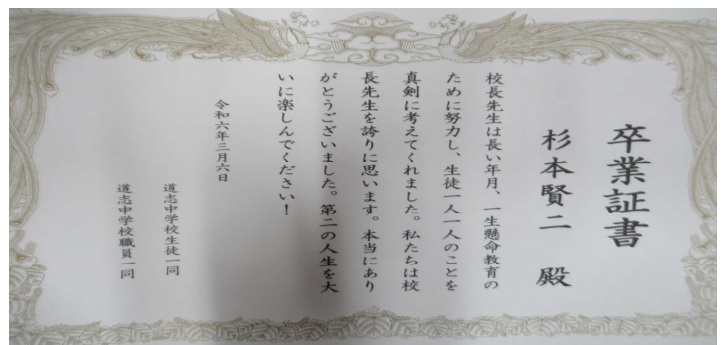 卒業証書
杉本賢二　殿
校長先生は長い年月、一生懸命教育の
ために努力し、生徒一人一人のことを
真剣に考えてくれました。私たちは校
長先生を誇りに思います。本当にあり
がとうございました。第二の人生を大
いに楽しんでください！
令和六年三月六日
道志中学校生徒一同
道志中学校職員一同